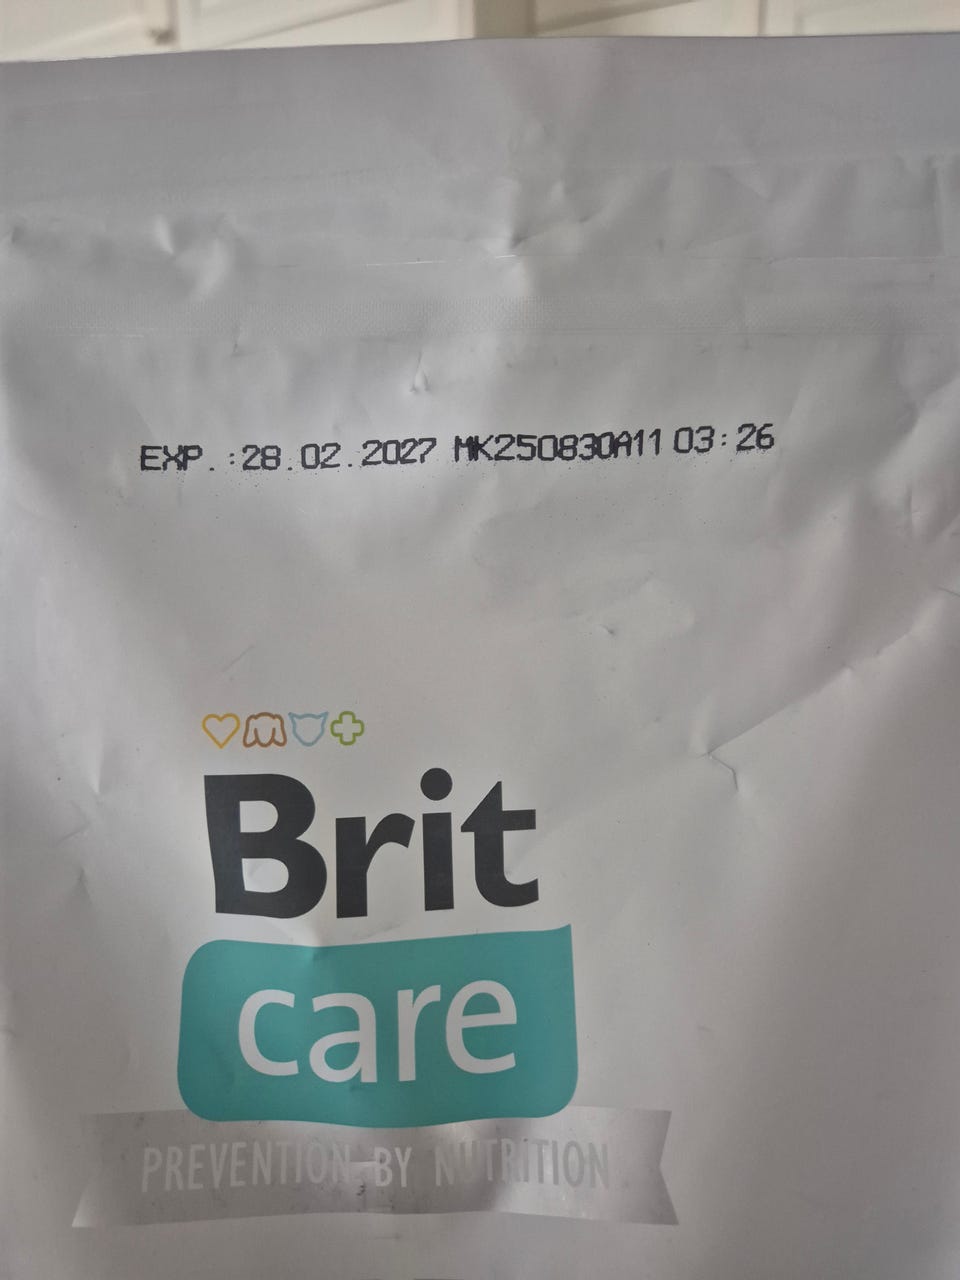 EXP.:28.02.2027 MK250830A11 03:26
Brit
care
PREVENTION BY NUTRITION